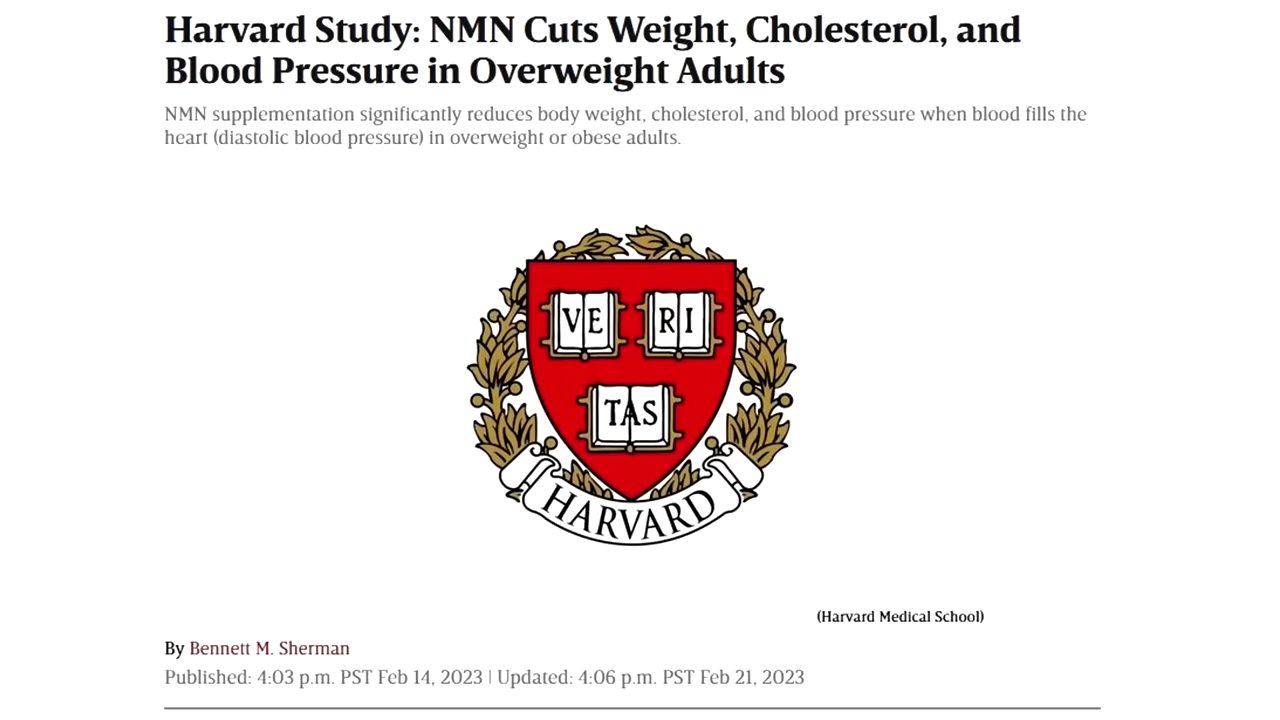 Harvard Study: NMN Cuts Weight, Cholesterol, and
Blood Pressure in Overweight Adults
NMN supplementation significantly reduces body weight, cholesterol, and blood pressure when blood fills the
heart (diastolic blood pressure) in overweight or obese adults.
VE RI
TAS
HARVARD
(Harvard Medical School)
By Bennett M. Sherman
Published: 4:03 p.m. PST Feb 14, 2023 | Updated: 4:06 p.m. PST Feb 21, 2023